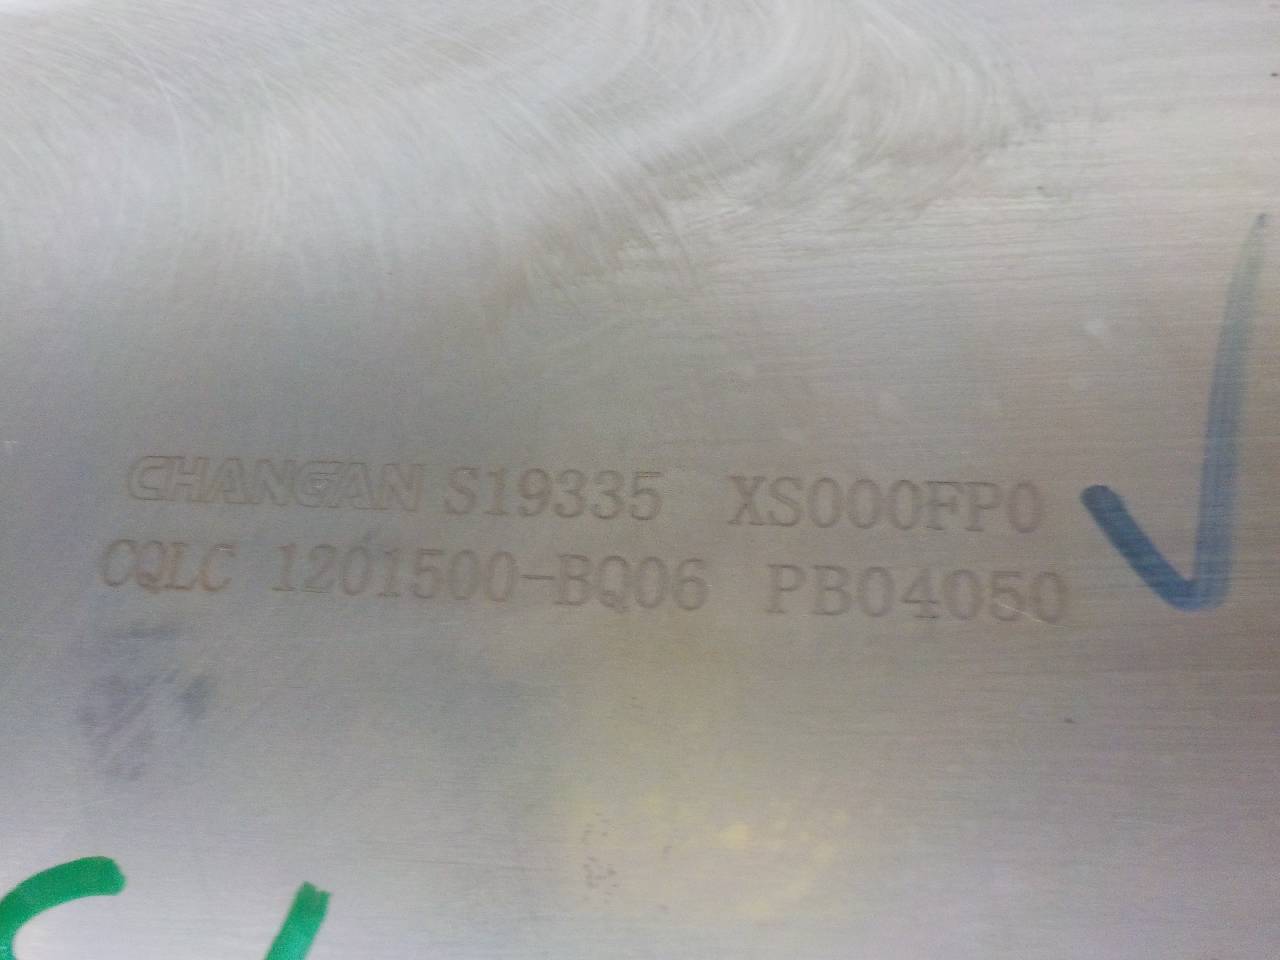 CHANGAN S19335 XS000FP0
CQLC 1201500-BQ06 PB04050